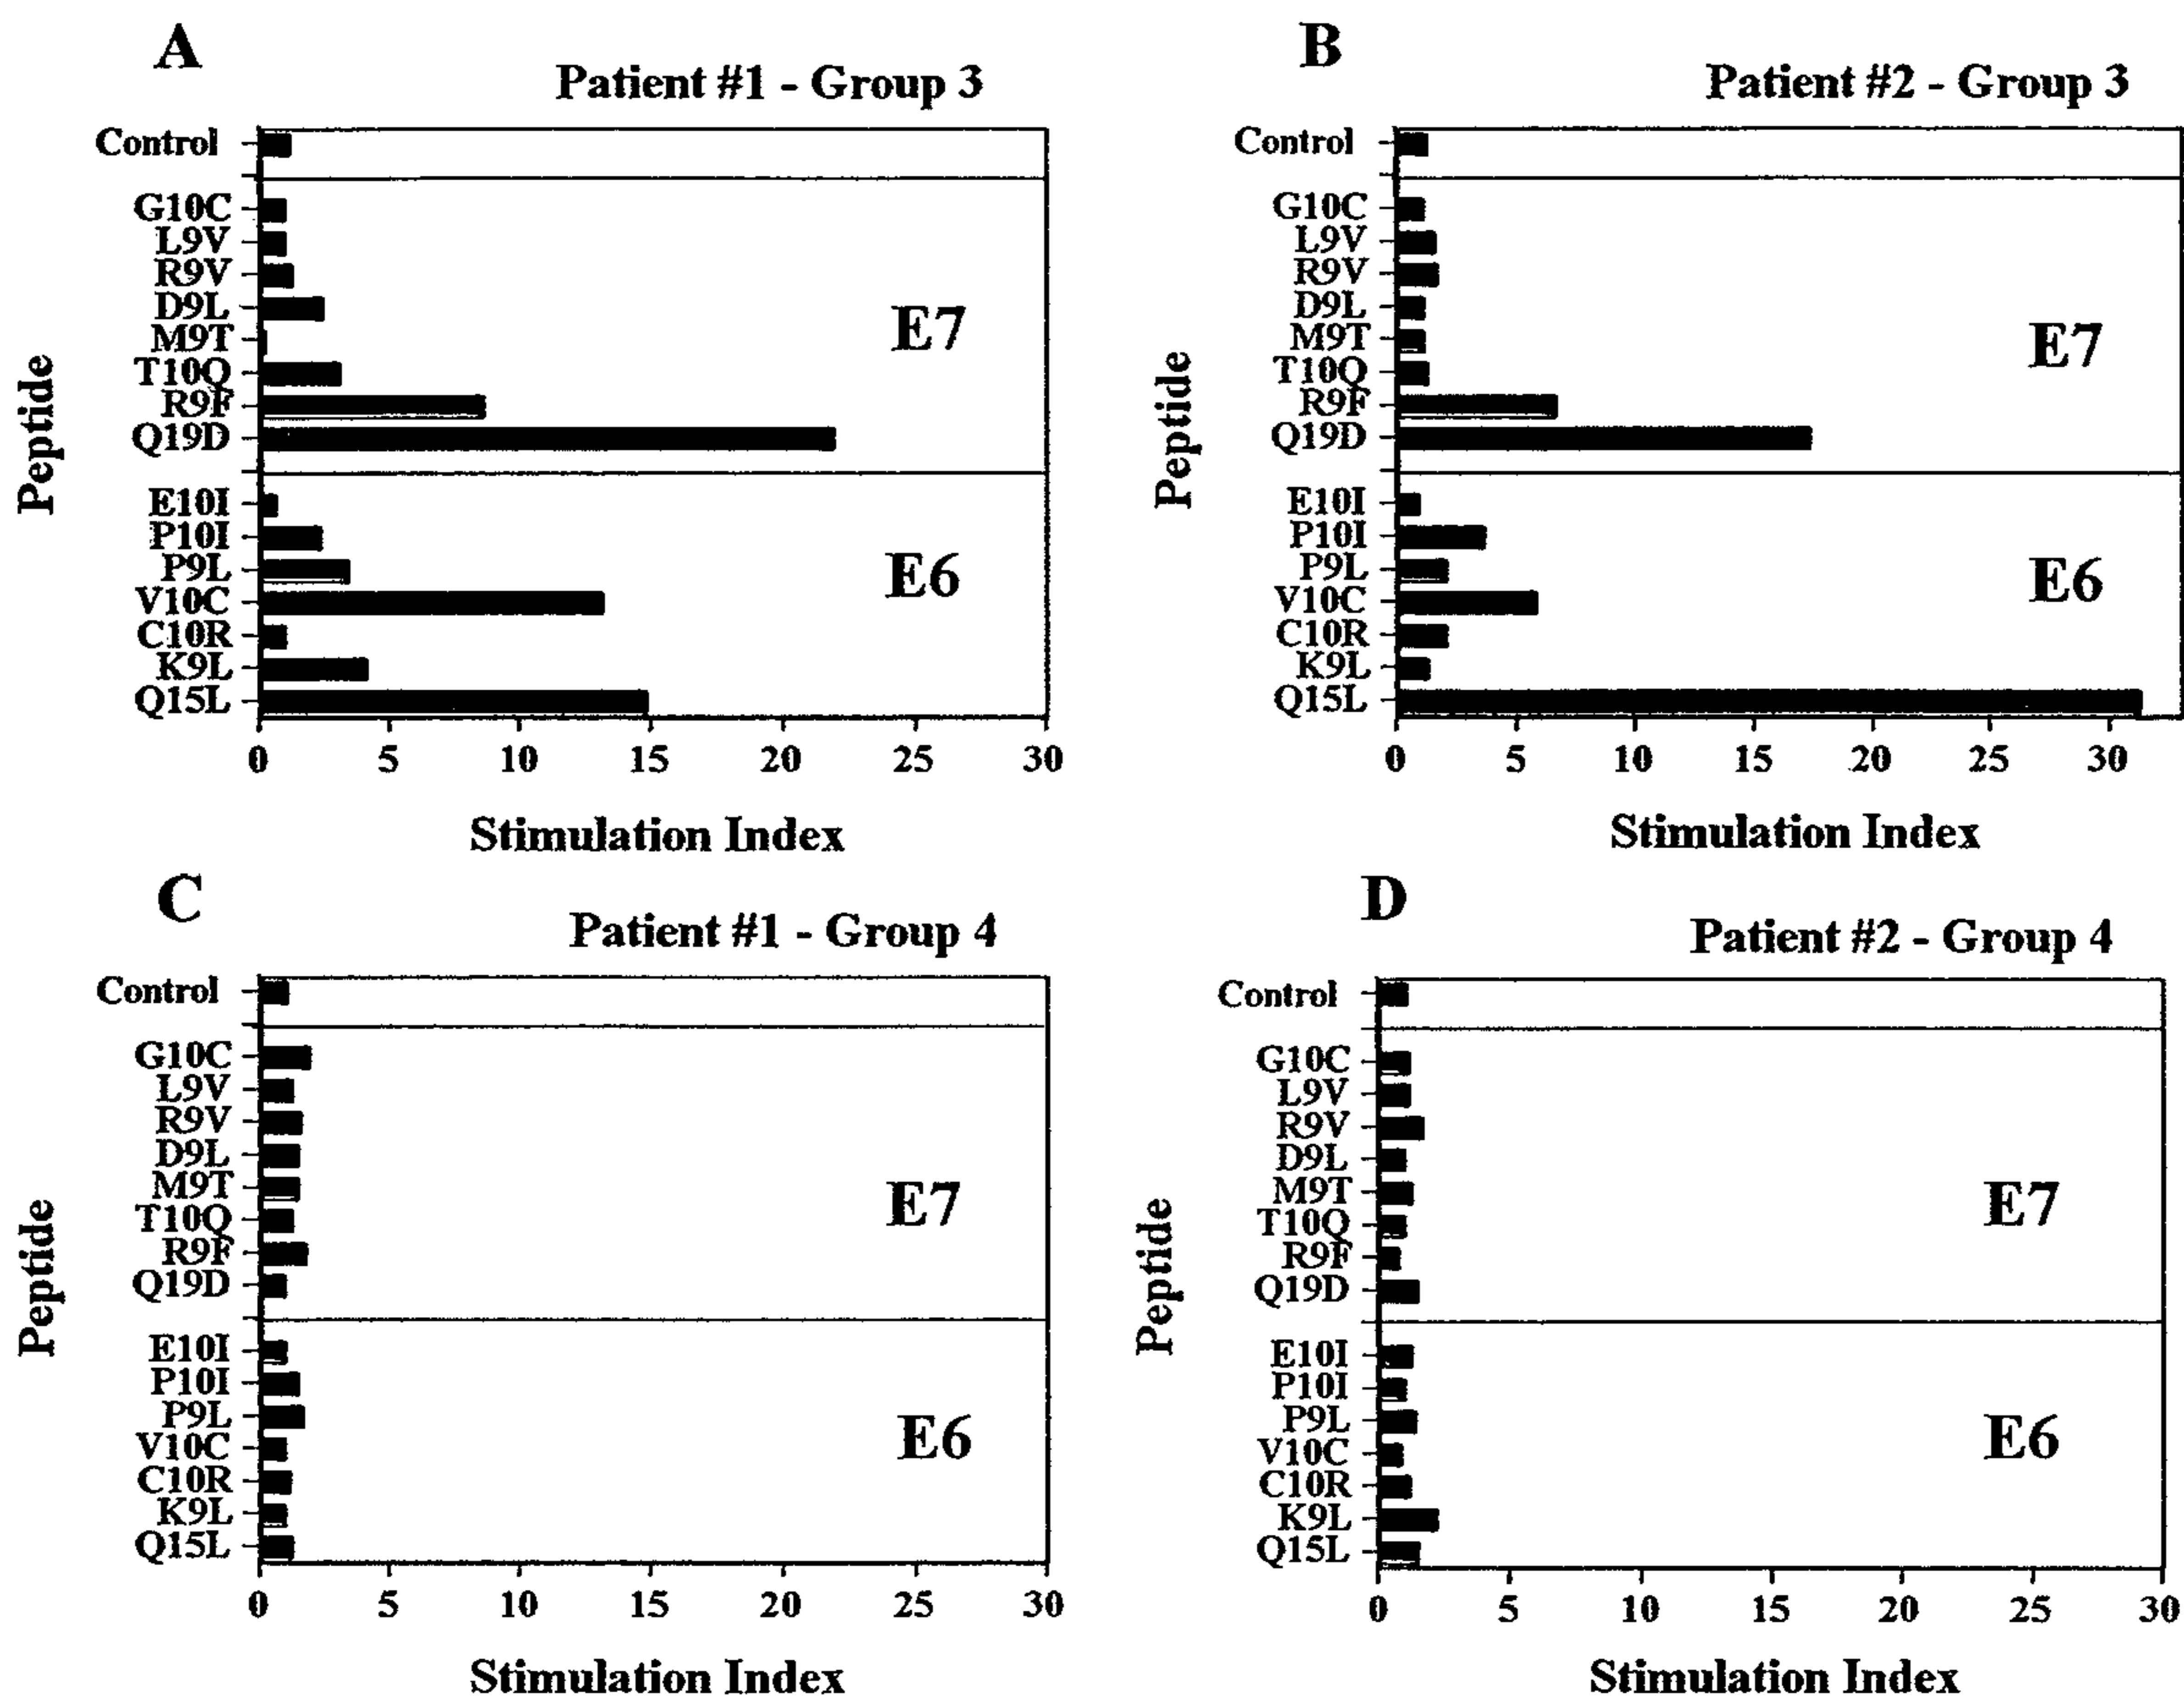 A
Patient #1 - Group 3
Control
G10C
L9V
R9V
D9L
M9T
T10Q
R9F
Q19D
E10I
P10I
P9L
V10C
C10R
K9L
Q15L
E7
E6
Peptide
0 5 10 15 20 25 30
Stimulation Index
B
Patient #2 - Group 3
Control
G10C
L9V
R9V
D9L
M9T
T10Q
R9F
Q19D
E10I
P10I
P9L
V10C
C10R
K9L
Q15L
E7
E6
Peptide
0 5 10 15 20 25 30
Stimulation Index
C
Patient #1 - Group 4
Control
G10C
L9V
R9V
D9L
M9T
T10Q
R9F
Q19D
E10I
P10I
P9L
V10C
C10R
K9L
Q15L
E7
E6
Peptide
0 5 10 15 20 25 30
Stimulation Index
D
Patient #2 - Group 4
Control
G10C
L9V
R9V
D9L
M9T
T10Q
R9F
Q19D
E10I
P10I
P9L
V10C
C10R
K9L
Q15L
E7
E6
Peptide
0 5 10 15 20 25 30
Stimulation Index